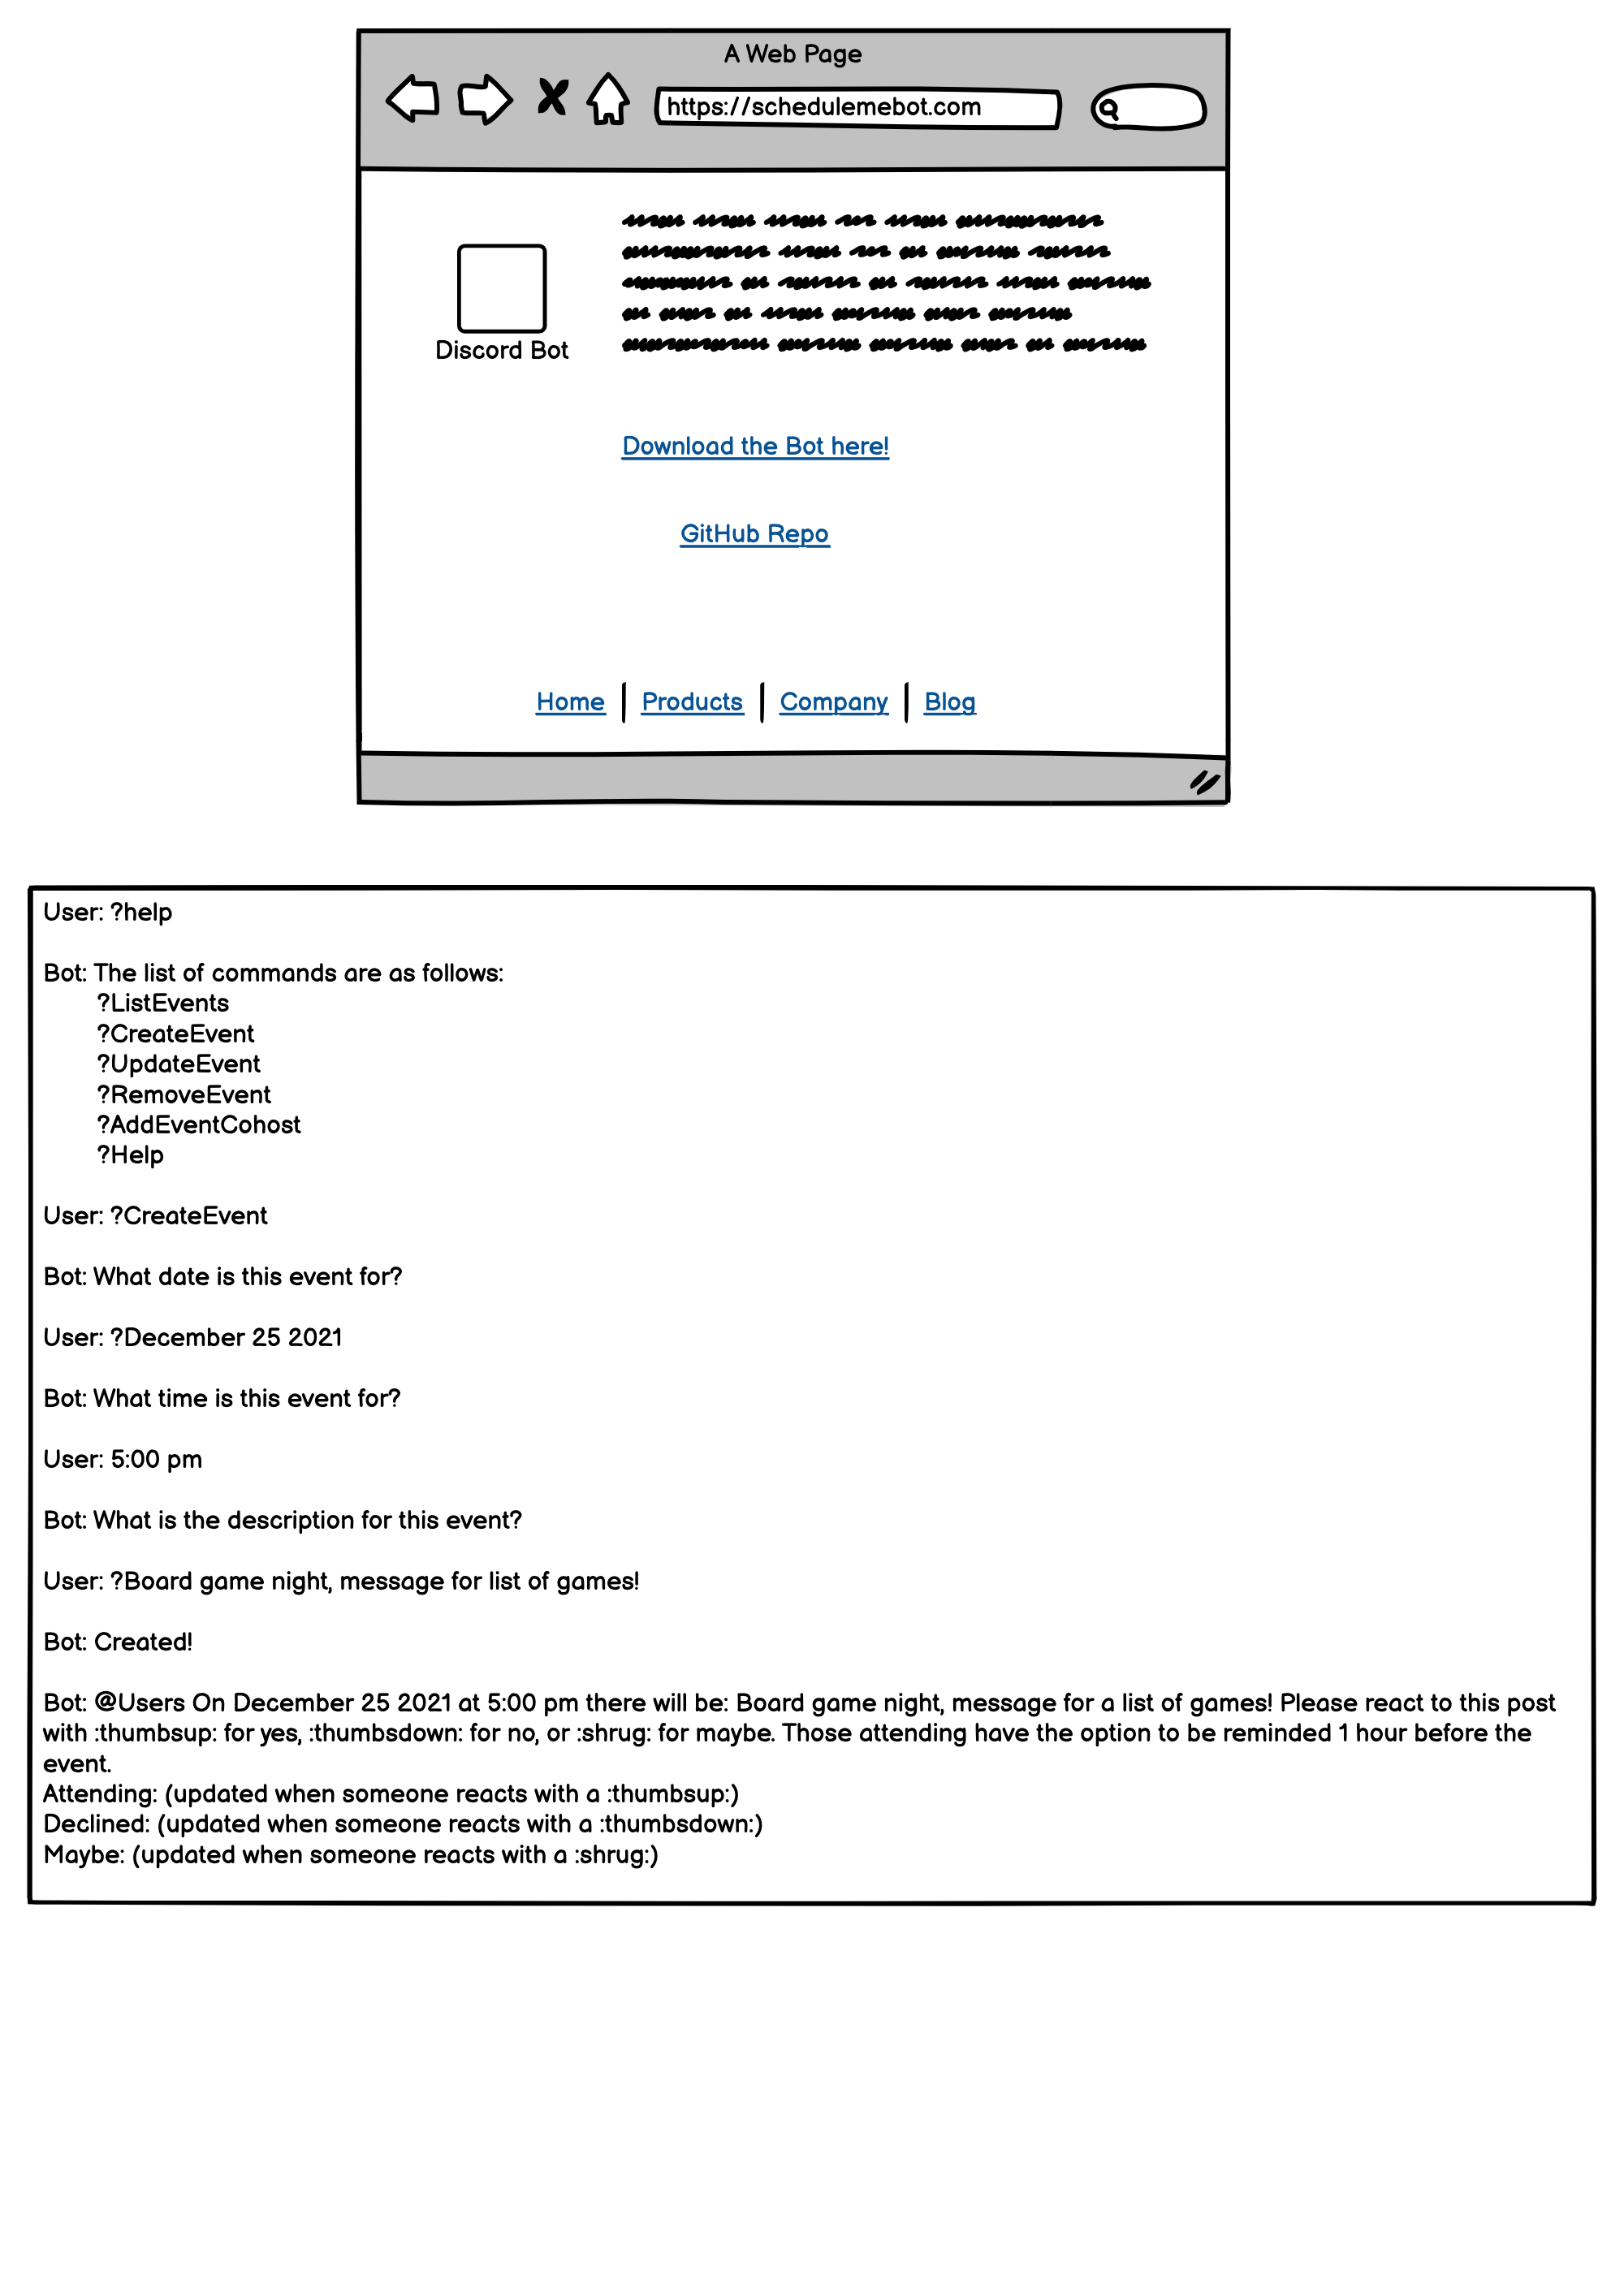 A Web Page
https://schedulemebot.com
Discord Bot
Download the Bot here!
GitHub Repo
Home | Products | Company | Blog
User: ?help
Bot: The list of commands are as follows:
?ListEvents
?CreateEvent
?UpdateEvent
?RemoveEvent
?AddEventCohost
?Help
User: ?CreateEvent
Bot: What date is this event for?
User: ?December 25 2021
Bot: What time is this event for?
User: 5:00 pm
Bot: What is the description for this event?
User: ?Board game night, message for list of games!
Bot: Created!
Bot: @Users On December 25 2021 at 5:00 pm there will be: Board game night, message for a list of games! Please react to this post
with :thumbsup: for yes, :thumbsdown: for no, or :shrug: for maybe. Those attending have the option to be reminded 1 hour before the
event.
Attending: (updated when someone reacts with a :thumbsup:)
Declined: (updated when someone reacts with a :thumbsdown:)
Maybe: (updated when someone reacts with a :shrug:)